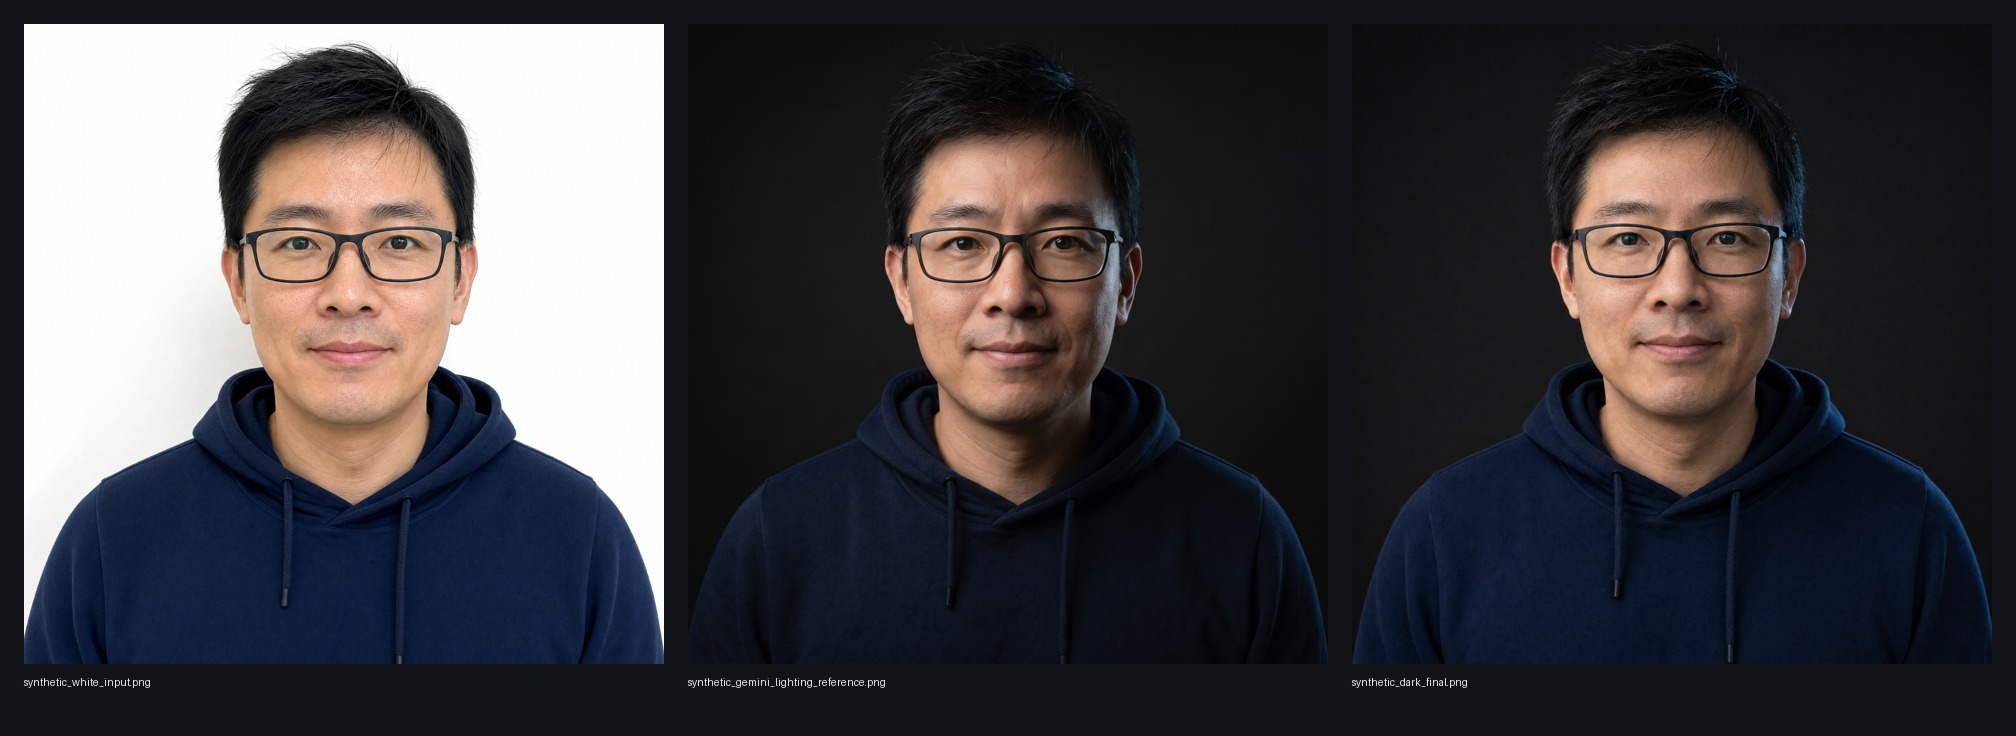 synthetic_white_input.png
synthetic_gemini_lighting_reference.png
synthetic_dark_final.png